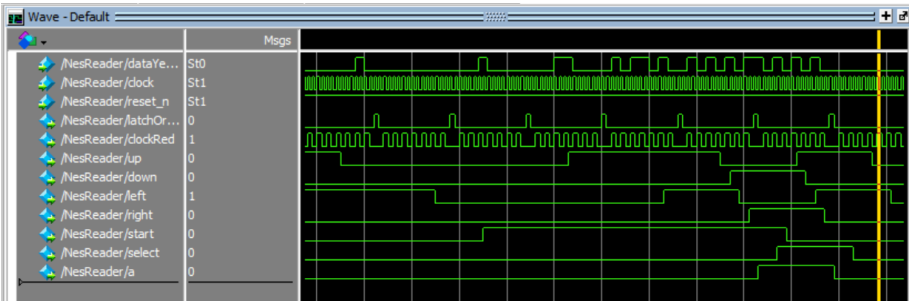 Wave - Default
Msgs
/NesReader/dataYe... St0
/NesReader/clock St1
/NesReader/reset_n St1
/NesReader/latchOr... 0
/NesReader/clockRed 1
/NesReader/up 0
/NesReader/down 0
/NesReader/left 1
/NesReader/right 0
/NesReader/start 0
/NesReader/select 0
/NesReader/a 0